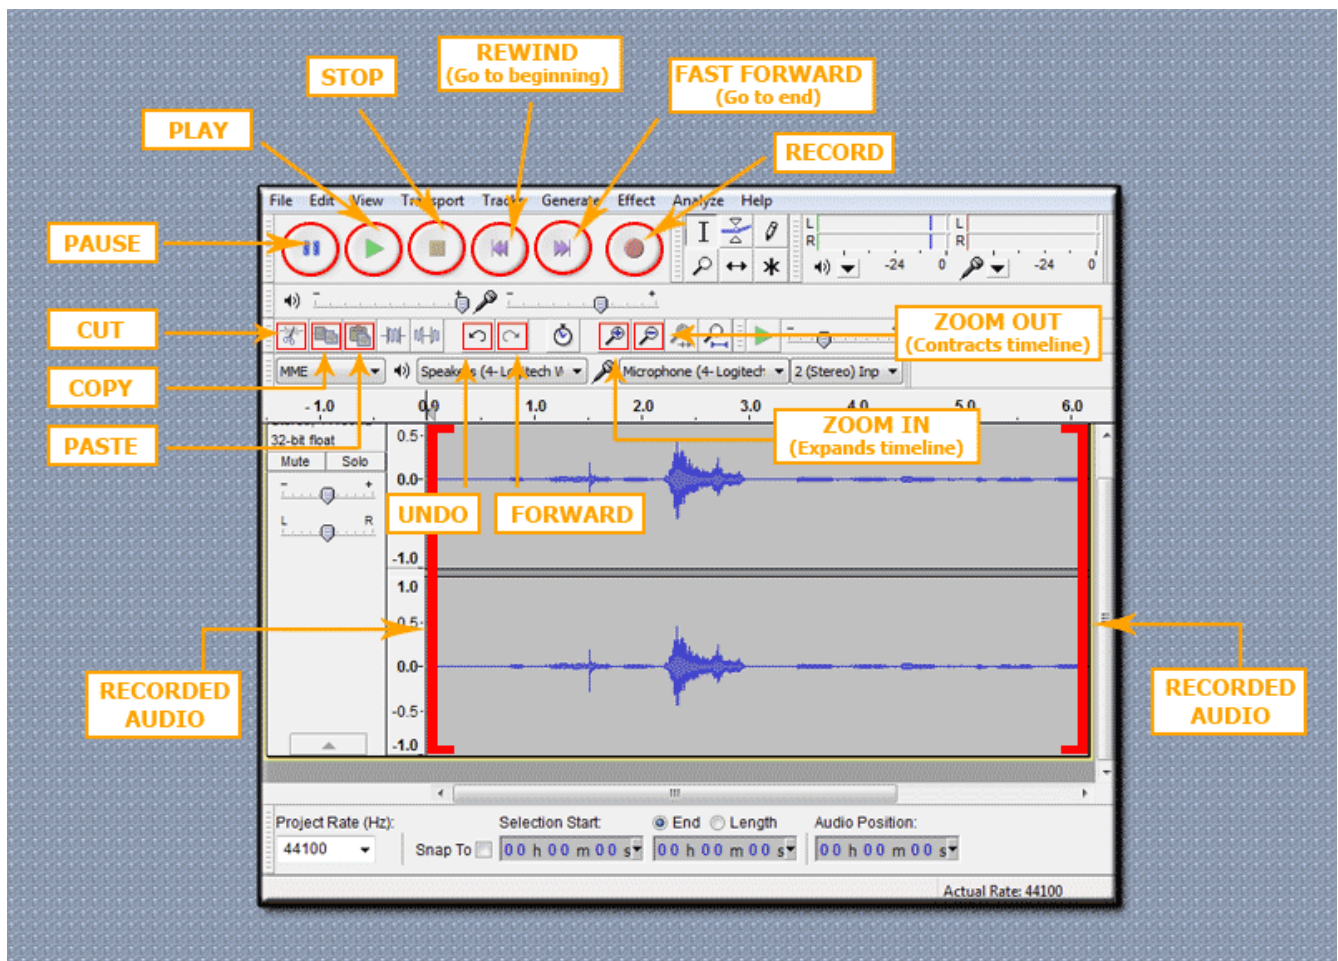 REWIND
(Go to beginning)
STOP
FAST FORWARD
(Go to end)
PLAY
RECORD
File Edit View Transport Tracks Generate Effect Analyze Help
PAUSE
L
R
L
R
-24 0
-24 0
CUT
ZOOM OUT
(Contracts timeline)
COPY
MME
Speakers (4- Logitech W
Microphone (4- Logitech
2 (Stereo) Inp
- 1.0 0.0 1.0 2.0 3.0 4.0 5.0 6.0
ZOOM IN
(Expands timeline)
PASTE
32-bit float
Mute Solo
- +
L R
0.5
0.0
-1.0
UNDO
FORWARD
1.0
0.5
0.0
-0.5
-1.0
RECORDED
AUDIO
RECORDED
AUDIO
Project Rate (Hz):
Selection Start:
End
Length
Audio Position:
44100
Snap To
00 h 00 m 00 s
00 h 00 m 00 s
00 h 00 m 00 s
Actual Rate: 44100